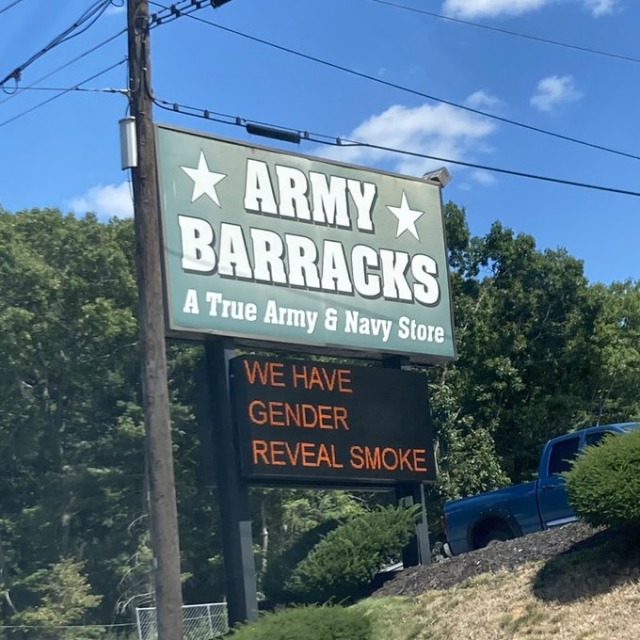 ARMY
BARRACKS
A True Army & Navy Store
WE HAVE
GENDER
REVEAL SMOKE